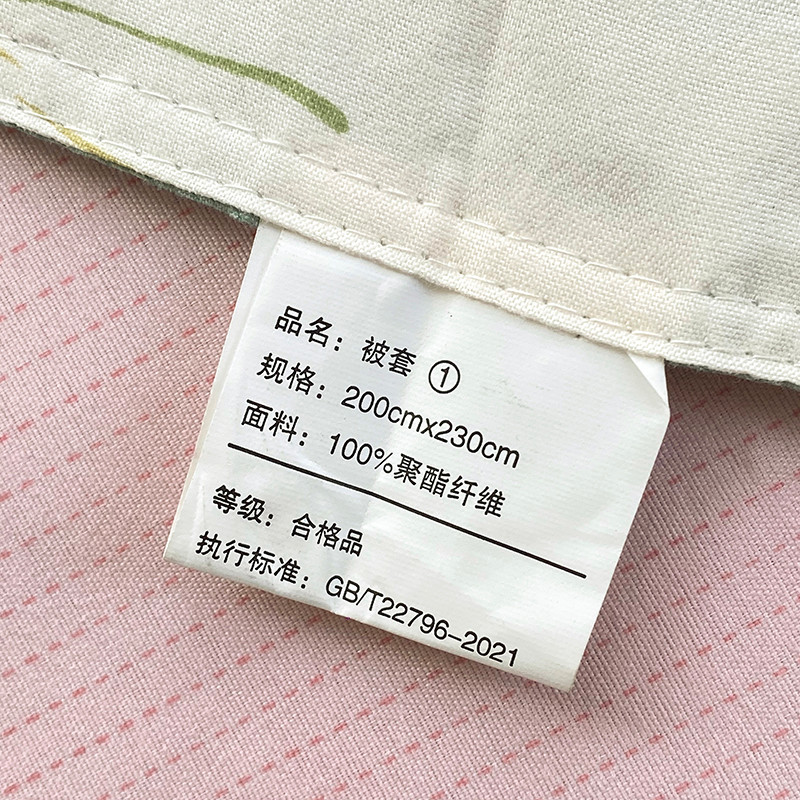 品名：被套 ①
规格：200cmx230cm
面料：100%聚酯纤维
等级：合格品
执行标准：GB/T22796-2021